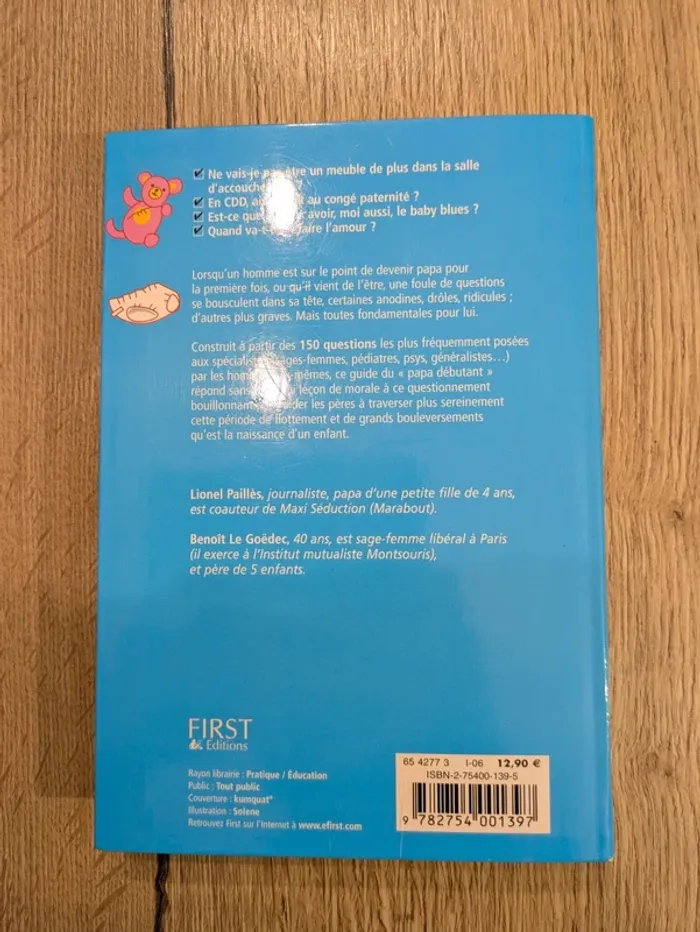 Ne vais-je pas être un meuble de plus dans la salle
d'accouche
En CDD, au congé paternité ?
Est-ce que avoir, moi aussi, le baby blues ?
Quand va-t- faire l'amour ?
Lorsqu'un homme est sur le point de devenir papa pour
la première fois, ou qu'il vient de l'être, une foule de questions
se bousculent dans sa tête, certaines anodines, drôles, ridicules ;
d'autres plus graves. Mais toutes fondamentales pour lui.
Construit à partir des 150 questions les plus fréquemment posées
aux spécialistes (sages-femmes, pédiatres, psys, généralistes...)
par les hommes eux-mêmes, ce guide du « papa débutant »
répond sans leçon de morale à ce questionnement
bouillonnant les pères à traverser plus sereinement
cette période de flottement et de grands bouleversements
qu'est la naissance d'un enfant.
Lionel Paillès, journaliste, papa d'une petite fille de 4 ans,
est coauteur de Maxi Séduction (Marabout).
Benoît Le Goëdec, 40 ans, est sage-femme libéral à Paris
(il exerce à l'Institut mutualiste Montsouris),
et père de 5 enfants.
FIRST
Editions
Rayon librairie : Pratique / Éducation
Public : Tout public
Couverture : kumquat®
Illustration : Solene
Retrouvez First sur l'Internet à www.efirst.com
65 4277 3 I-06 12,90 €
ISBN-2-75400-139-5
9 782754 001397